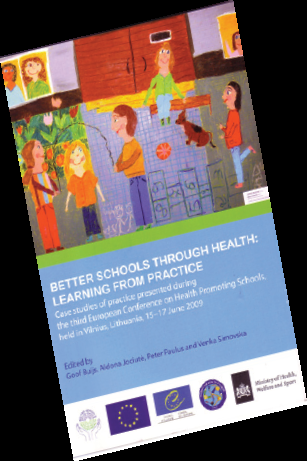 BETTER SCHOOLS THROUGH HEALTH:
LEARNING FROM PRACTICE
Case studies of practice presented during
the third European Conference on Health Promoting Schools,
held in Vilnius, Lithuania, 15–17 June 2009
Edited by
Goof Buijs, Aldona Jociute, Peter Paulus and Venka Simovska
Ministry of Health,
Welfare and Sport